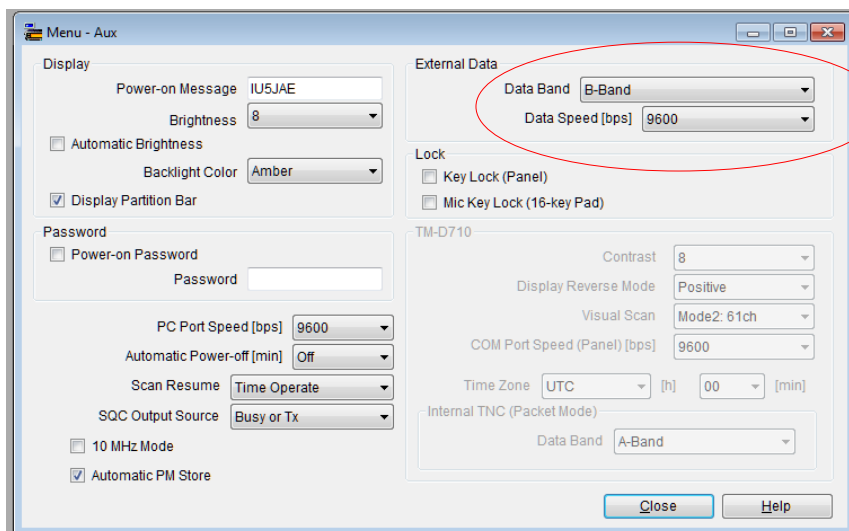 Menu - Aux
Display
Power-on Message IU5JAE
Brightness 8
Automatic Brightness
Backlight Color Amber
Display Partition Bar
Password
Power-on Password
Password
PC Port Speed [bps] 9600
Automatic Power-off [min] Off
Scan Resume Time Operate
SQC Output Source Busy or Tx
10 MHz Mode
Automatic PM Store
External Data
Data Band B-Band
Data Speed [bps] 9600
Lock
Key Lock (Panel)
Mic Key Lock (16-key Pad)
TM-D710
Contrast 8
Display Reverse Mode Positive
Visual Scan Mode2: 61ch
COM Port Speed (Panel) [bps] 9600
Time Zone UTC [h] 00 [min]
Internal TNC (Packet Mode)
Data Band A-Band
Close Help